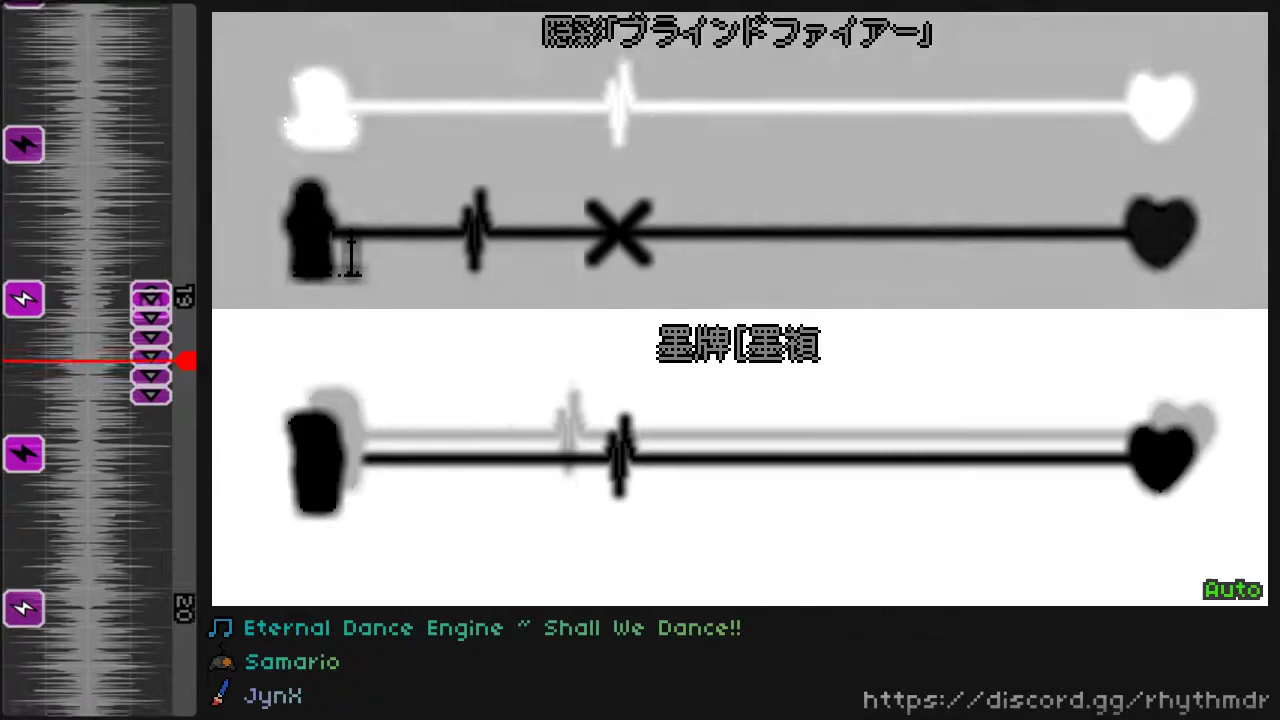 「ブラインドファイアー」
19
20
Auto
Eternal Dance Engine ~ Shall We Dance!!
Samario
JynX
https://discord.gg/rhythmdr